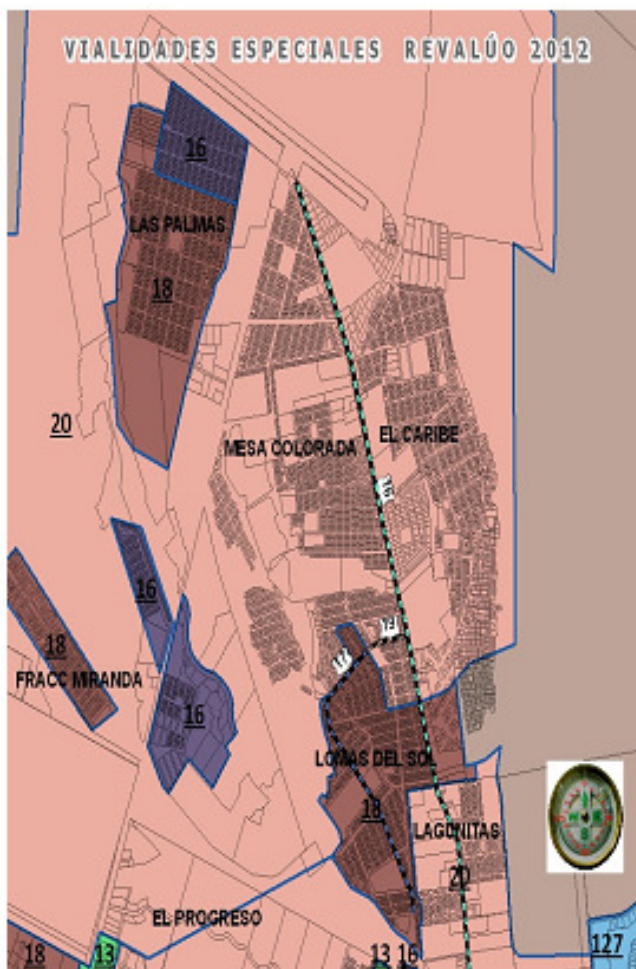 VIALIDADES ESPECIALES REVALÚO 2012
16
LAS PALMAS
18
20
MESA COLORADA
EL CARIBE
16
16
18
FRACC MIRANDA
16
LOMAS DEL SOL
18
LAGUNITAS
20
EL PROGRESO
18
13
13
16
127